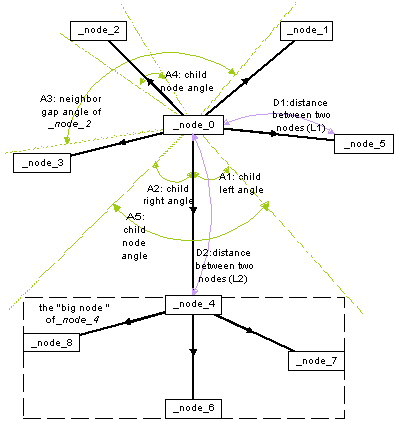 _node_2
_node_1
A4: child
node angle
A3: neighbor
gap angle of
_node_2
D1:distance
between two
nodes (L1)
_node_0
_node_5
_node_3
A2: child
right angle
A1: child
left angle
A5:
child
node
angle
D2:distance
between two
nodes (L2)
the "big node "
of _node_4
_node_4
_node_8
_node_7
_node_6